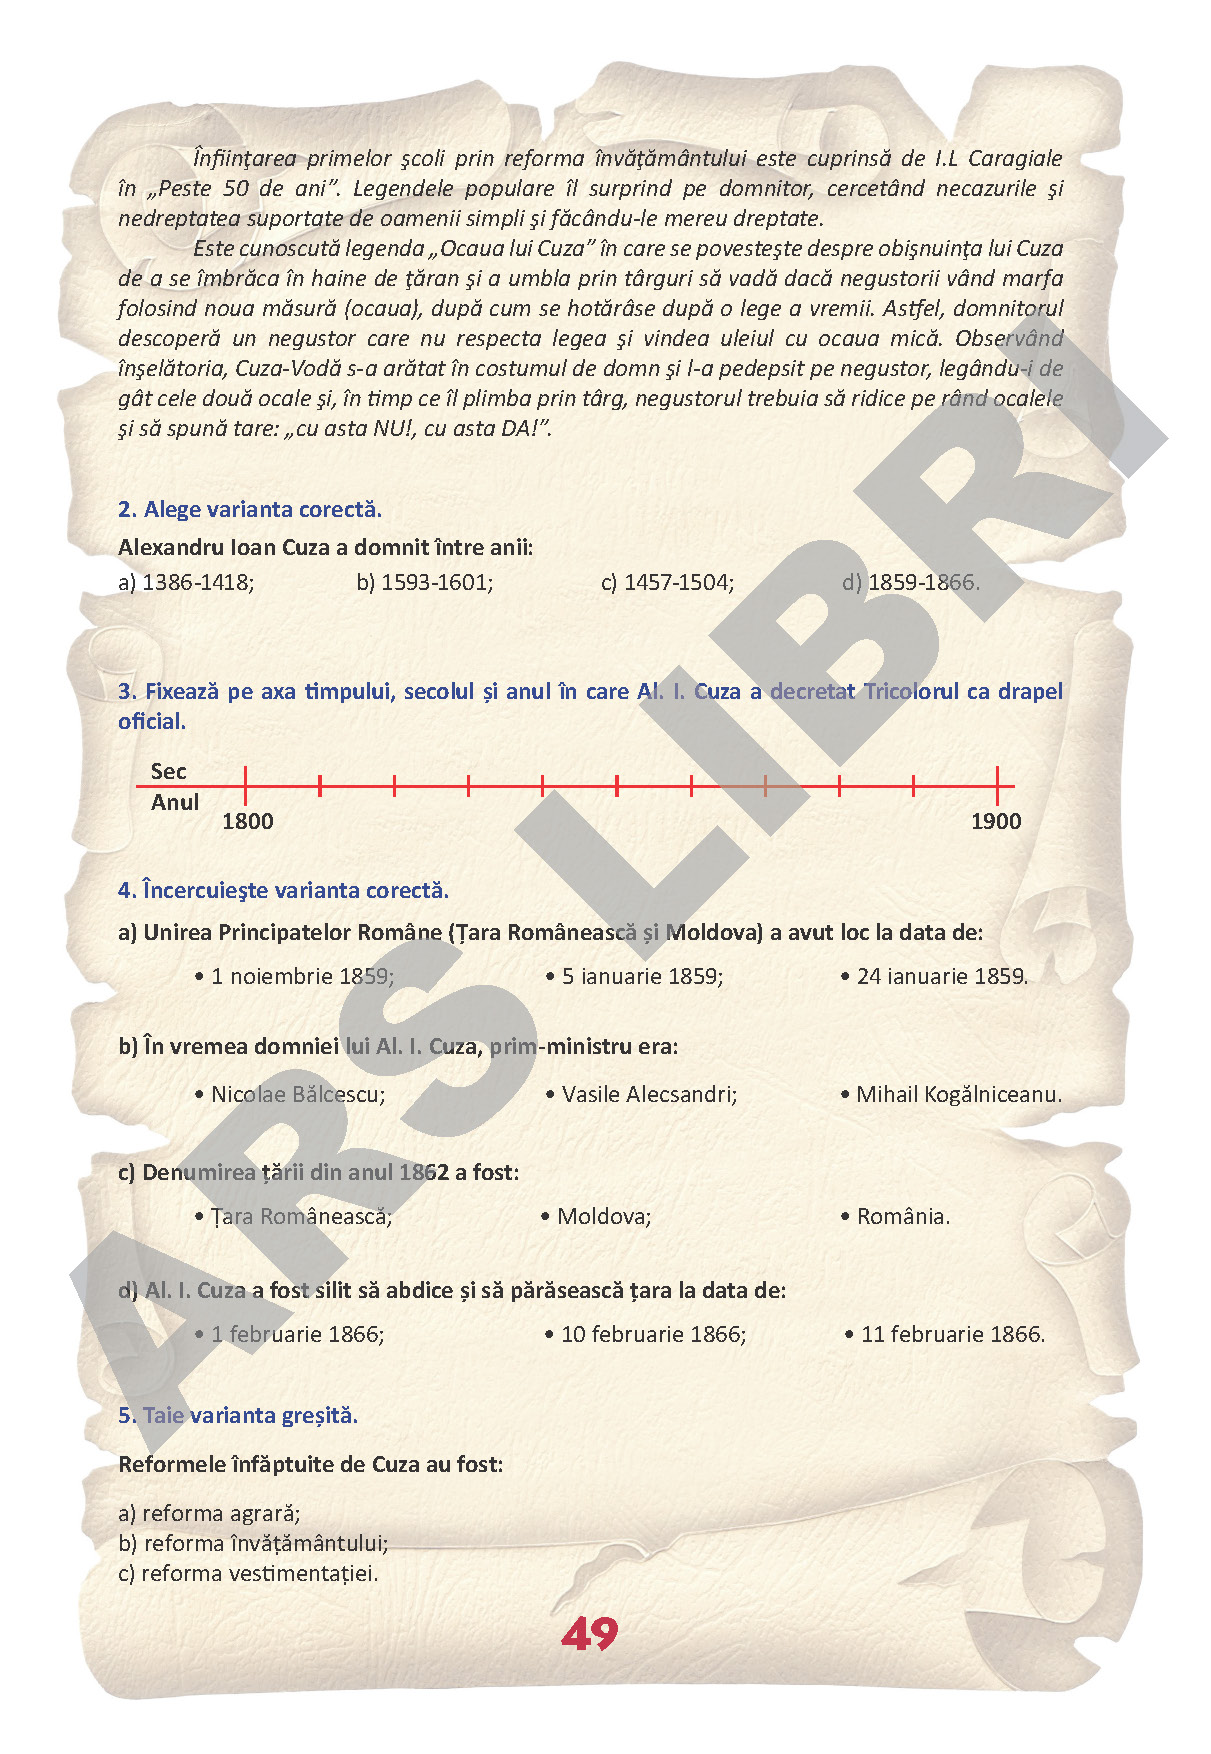 Înfiinţarea primelor şcoli prin reforma învăţământului este cuprinsă de I.L Caragiale
în „Peste 50 de ani”. Legendele populare îl surprind pe domnitor, cercetând necazurile şi
nedreptatea suportate de oamenii simpli şi făcându-le mereu dreptate.
Este cunoscută legenda „Ocaua lui Cuza” în care se povesteşte despre obişnuinţa lui Cuza
de a se îmbrăca în haine de ţăran şi a umbla prin târguri să vadă dacă negustorii vând marfa
folosind noua măsură (ocaua), după cum se hotărâse după o lege a vremii. Astfel, domnitorul
descoperă un negustor care nu respecta legea şi vindea uleiul cu ocaua mică. Observând
înşelătoria, Cuza-Vodă s-a arătat în costumul de domn şi l-a pedepsit pe negustor, legându-i de
gât cele două ocale şi, în timp ce îl plimba prin târg, negustorul trebuia să ridice pe rând ocalele
şi să spună tare: „cu asta NU!, cu asta DA!”.
2. Alege varianta corectă.
Alexandru Ioan Cuza a domnit între anii:
a) 1386-1418; b) 1593-1601; c) 1457-1504; d) 1859-1866.
3. Fixează pe axa timpului, secolul și anul în care Al. I. Cuza a decretat Tricolorul ca drapel
oficial.
Sec
Anul
1800 1900
4. Încercuieşte varianta corectă.
a) Unirea Principatelor Române (Țara Românească și Moldova) a avut loc la data de:
• 1 noiembrie 1859; • 5 ianuarie 1859; • 24 ianuarie 1859.
b) În vremea domniei lui Al. I. Cuza, prim-ministru era:
• Nicolae Bălcescu; • Vasile Alecsandri; • Mihail Kogălniceanu.
c) Denumirea țării din anul 1862 a fost:
• Țara Românească; • Moldova; • România.
d) Al. I. Cuza a fost silit să abdice și să părăsească țara la data de:
• 1 februarie 1866; • 10 februarie 1866; • 11 februarie 1866.
5. Taie varianta greșită.
Reformele înfăptuite de Cuza au fost:
a) reforma agrară;
b) reforma învățământului;
c) reforma vestimentației.
49
ARS LIBRI